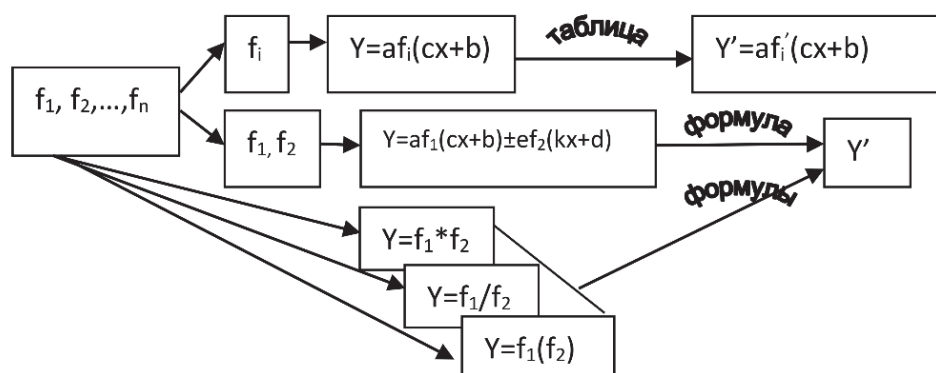 f₁, f₂,...,fₙ
fᵢ
Y=afᵢ(cx+b)
таблица
Y'=afᵢ'(cx+b)
f₁, f₂
Y=af₁(cx+b)±ef₂(kx+d)
формула
Y'
формулы
Y=f₁*f₂
Y=f₁/f₂
Y=f₁(f₂)